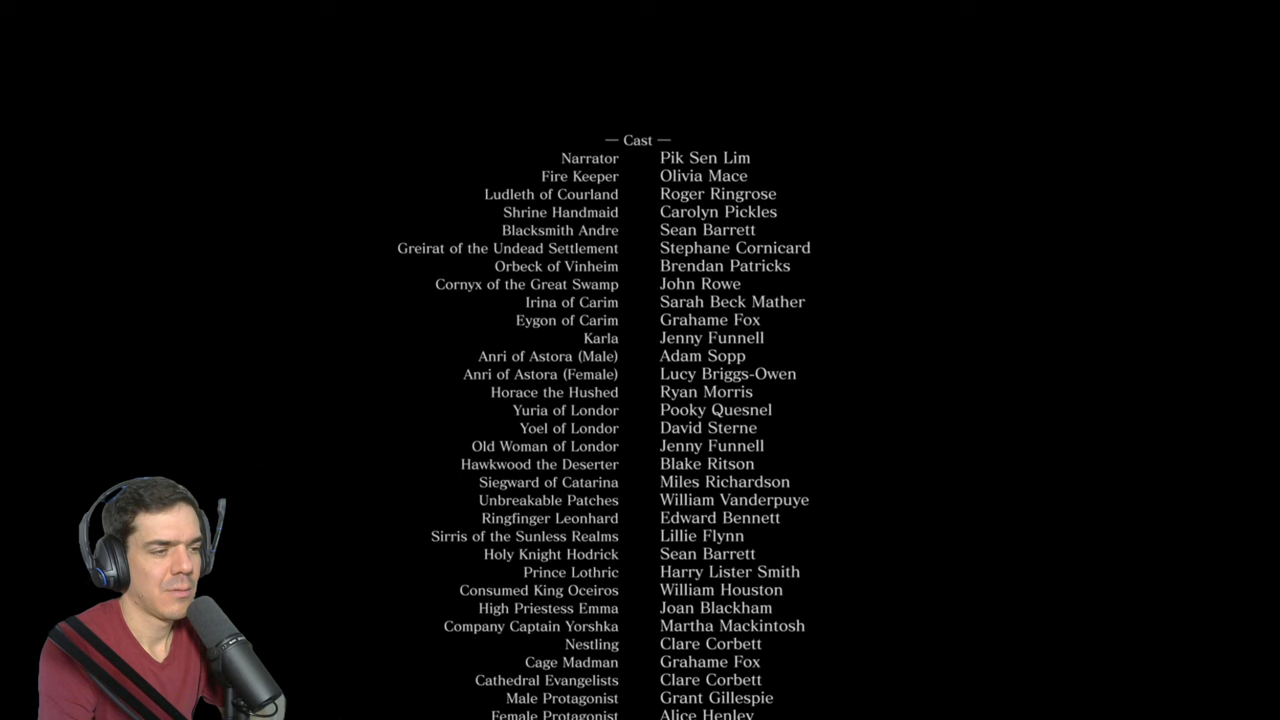 — Cast —
Narrator Pik Sen Lim
Fire Keeper Olivia Mace
Ludleth of Courland Roger Ringrose
Shrine Handmaid Carolyn Pickles
Blacksmith Andre Sean Barrett
Greirat of the Undead Settlement Stephane Cornicard
Orbeck of Vinheim Brendan Patricks
Cornyx of the Great Swamp John Rowe
Irina of Carim Sarah Beck Mather
Eygon of Carim Grahame Fox
Karla Jenny Funnell
Anri of Astora (Male) Adam Sopp
Anri of Astora (Female) Lucy Briggs-Owen
Horace the Hushed Ryan Morris
Yuria of Londor Pooky Quesnel
Yoel of Londor David Sterne
Old Woman of Londor Jenny Funnell
Hawkwood the Deserter Blake Ritson
Siegward of Catarina Miles Richardson
Unbreakable Patches William Vanderpuye
Ringfinger Leonhard Edward Bennett
Sirris of the Sunless Realms Lillie Flynn
Holy Knight Hodrick Sean Barrett
Prince Lothric Harry Lister Smith
Consumed King Oceiros William Houston
High Priestess Emma Joan Blackham
Company Captain Yorshka Martha Mackintosh
Nestling Clare Corbett
Cage Madman Grahame Fox
Cathedral Evangelists Clare Corbett
Male Protagonist Grant Gillespie
Female Protagonist Alice Henley